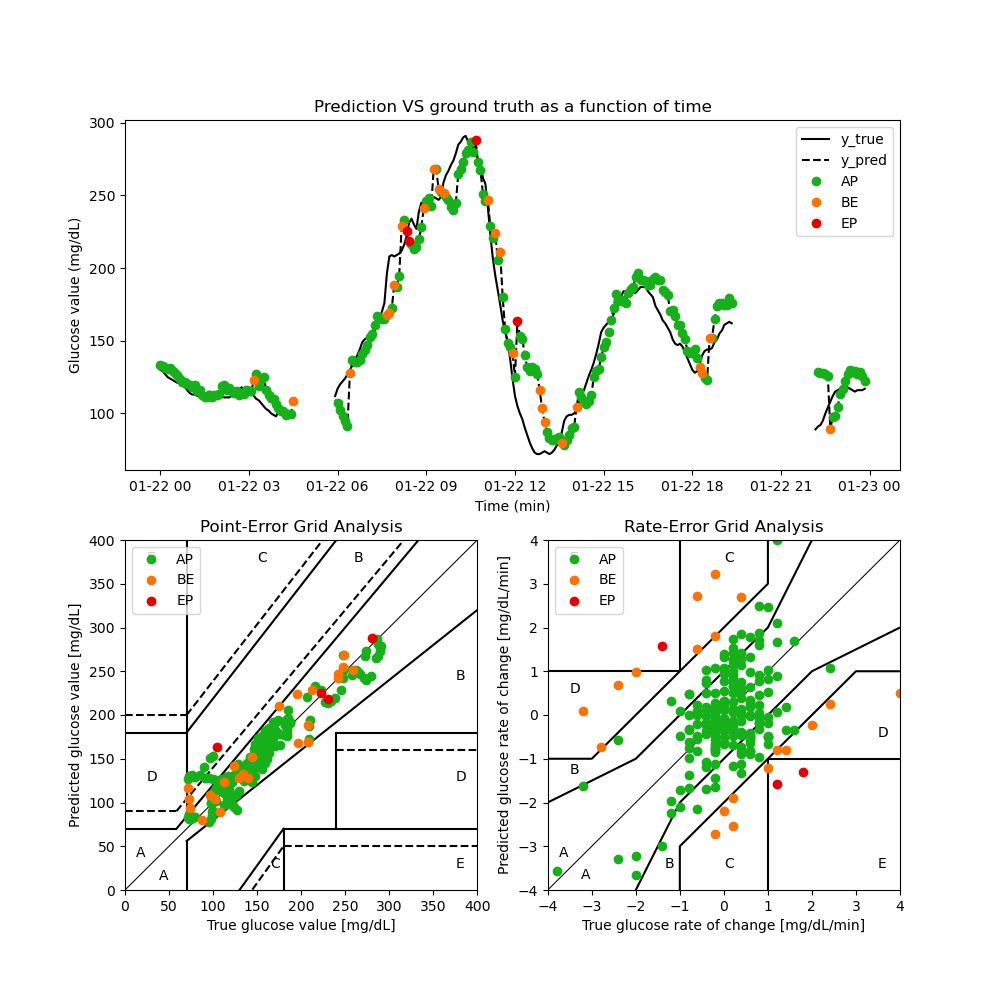 Prediction VS ground truth as a function of time
Glucose value (mg/dL)
300
250
200
150
100
y_true
y_pred
AP
BE
EP
01-22 00 01-22 03 01-22 06 01-22 09 01-22 12 01-22 15 01-22 18 01-22 21 01-23 00
Time (min)
Point-Error Grid Analysis
Predicted glucose value [mg/dL]
400
350
300
250
200
150
100
50
0
AP
BE
EP
C
B
B
D
D
A
A
C
E
0 50 100 150 200 250 300 350 400
True glucose value [mg/dL]
Rate-Error Grid Analysis
Predicted glucose rate of change [mg/dL/min]
4
3
2
1
0
−1
−2
−3
−4
AP
BE
EP
C
D
D
B
A
A
B
C
E
−4 −3 −2 −1 0 1 2 3 4
True glucose rate of change [mg/dL/min]